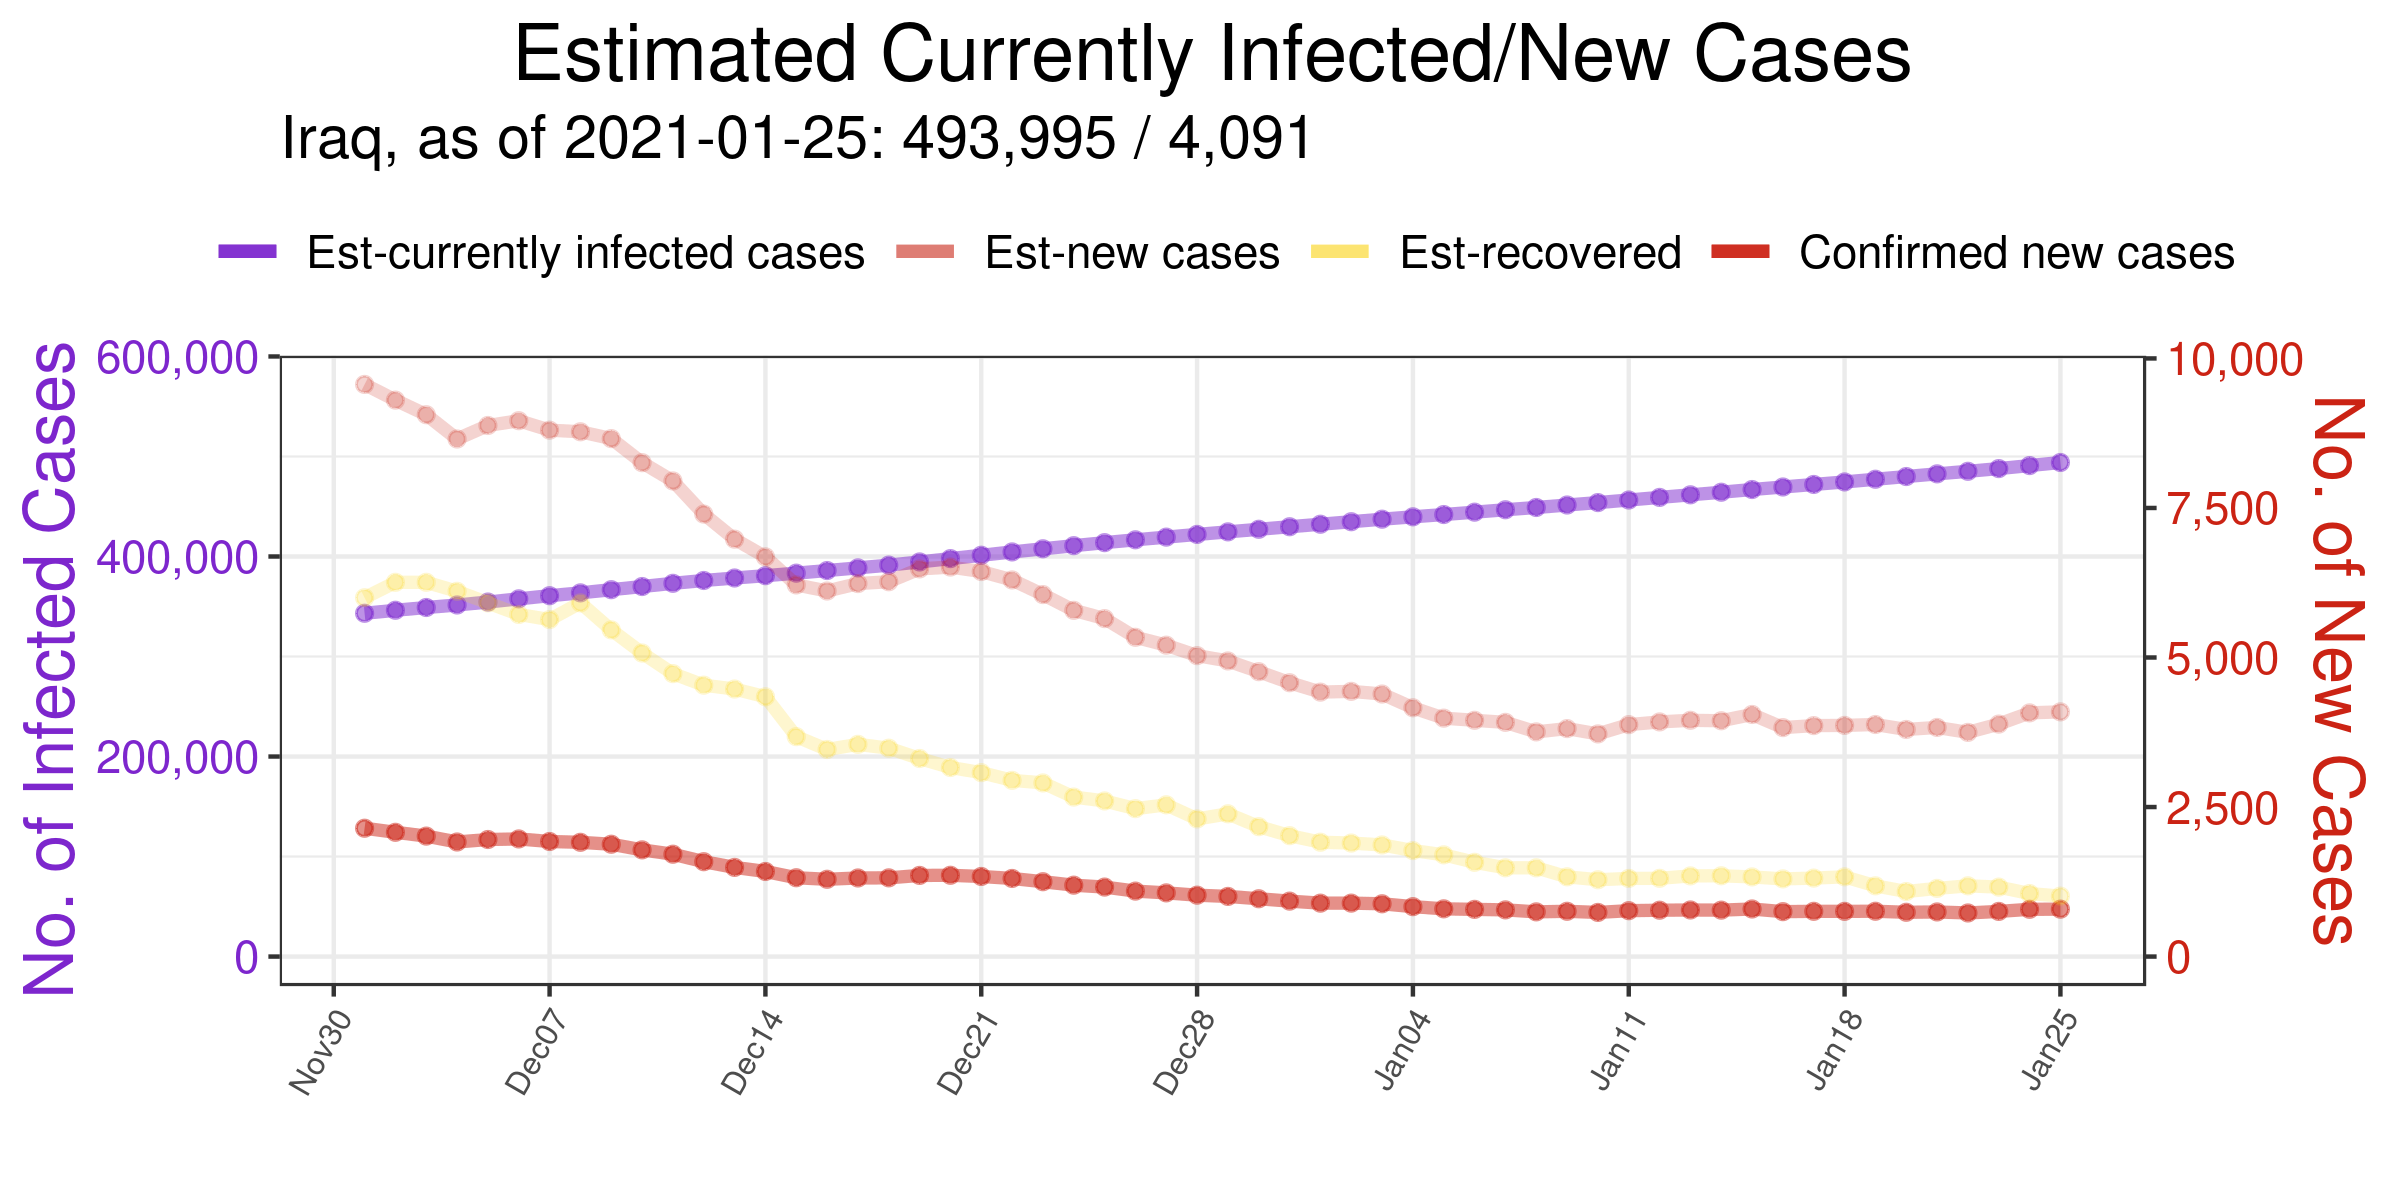 Estimated Currently Infected/New Cases
Iraq, as of 2021-01-25: 493,995 / 4,091
Est-currently infected cases Est-new cases Est-recovered Confirmed new cases
No. of Infected Cases
600,000
400,000
200,000
0
10,000
7,500
5,000
2,500
0
No. of New Cases
Nov30 Dec07 Dec14 Dec21 Dec28 Jan04 Jan11 Jan18 Jan25